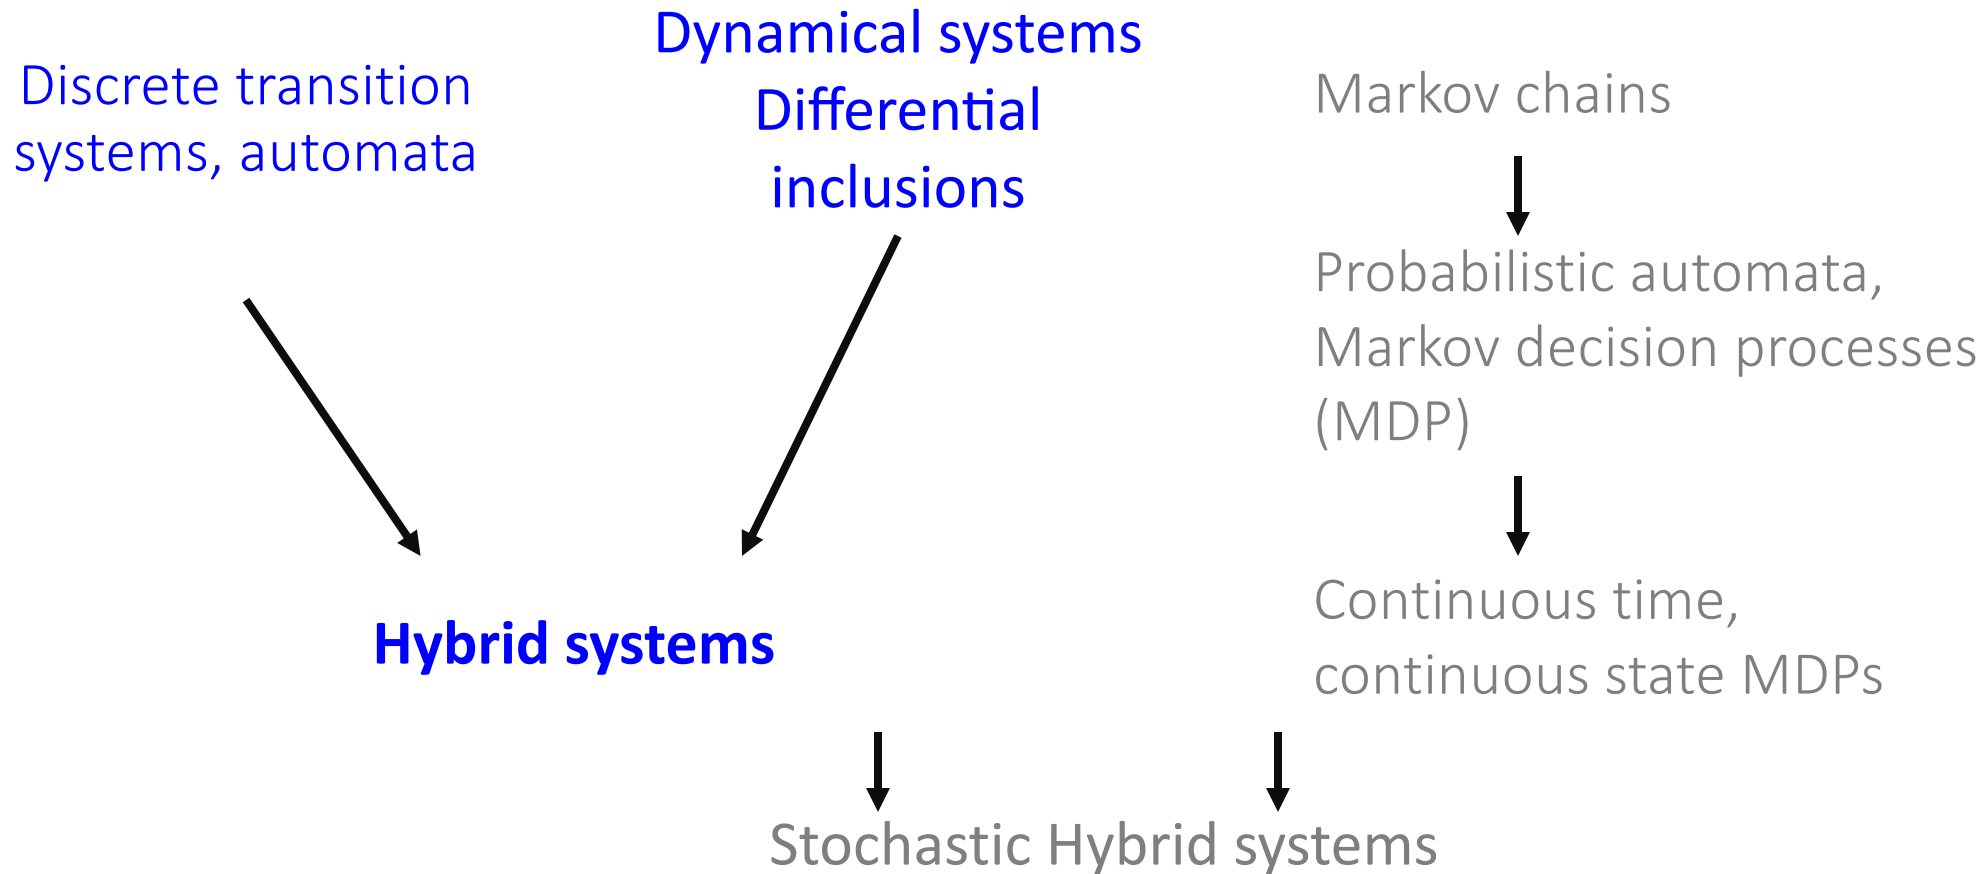 Discrete transition
systems, automata
Dynamical systems
Differential
inclusions
Markov chains
Probabilistic automata,
Markov decision processes
(MDP)
Hybrid systems
Continuous time,
continuous state MDPs
Stochastic Hybrid systems